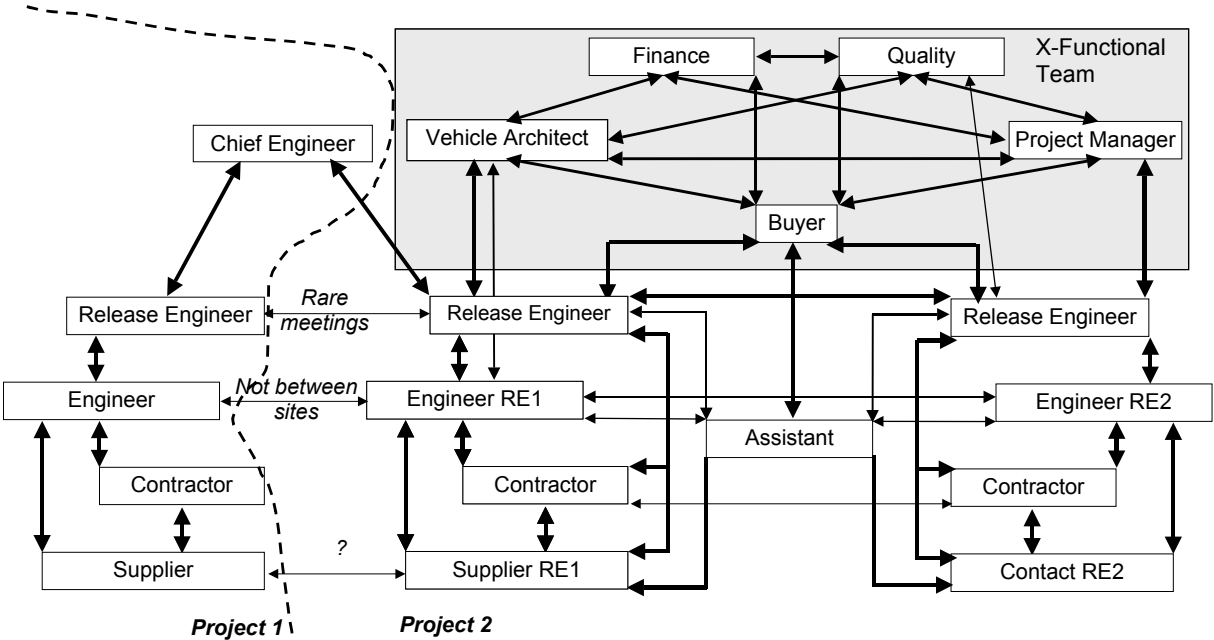 Finance
Quality
X-Functional
Team
Chief Engineer
Vehicle Architect
Project Manager
Buyer
Release Engineer
Rare
meetings
Release Engineer
Release Engineer
Engineer
Not between
sites
Engineer RE1
Engineer RE2
Assistant
Contractor
Contractor
Contractor
Supplier
?
Supplier RE1
Contact RE2
Project 1
Project 2